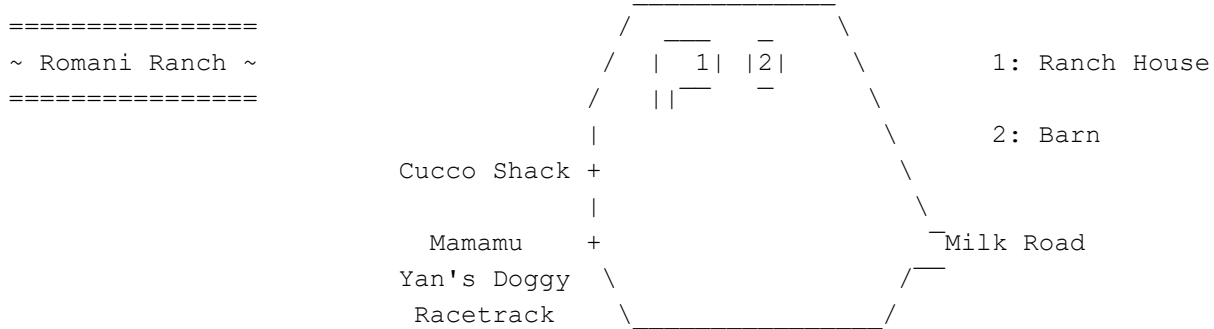 ================
~ Romani Ranch ~
================
1
2
1: Ranch House
2: Barn
Cucco Shack +
Mamamu +
Yan's Doggy
Racetrack
Milk Road